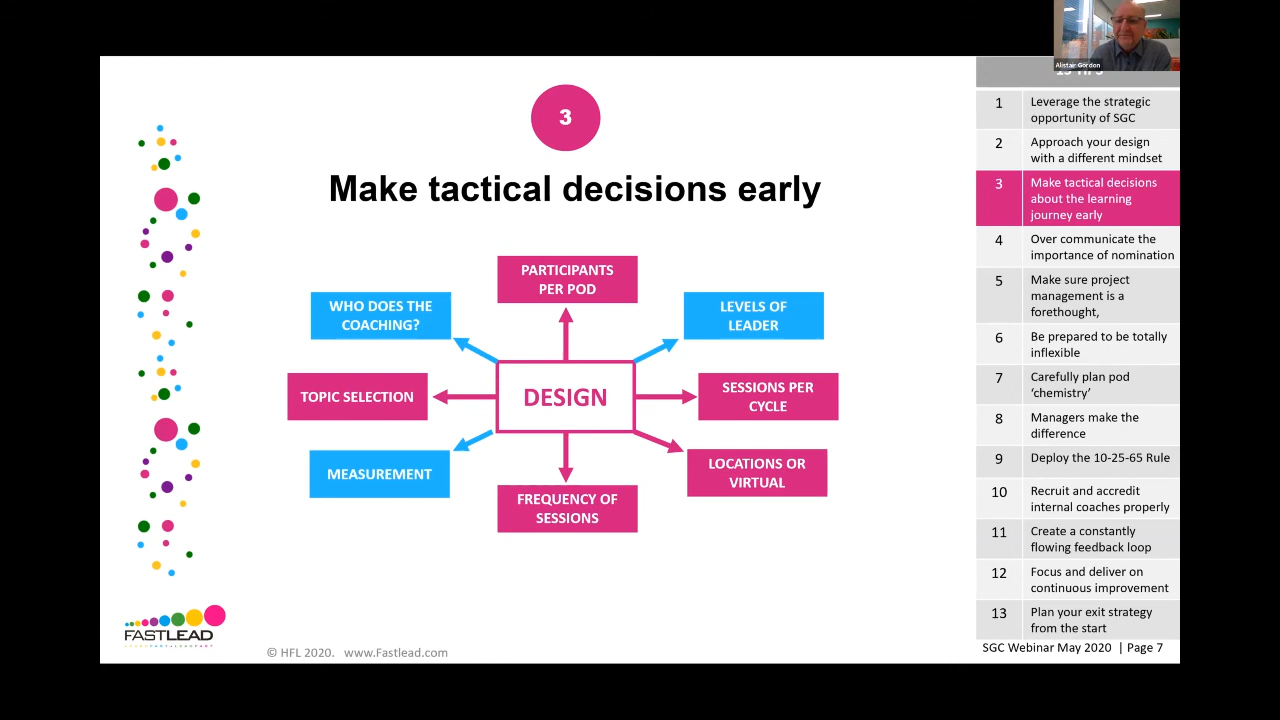 Alistair Gordon
3
Make tactical decisions early
PARTICIPANTS
PER POD
WHO DOES THE
COACHING?
LEVELS OF
LEADER
TOPIC SELECTION
DESIGN
SESSIONS PER
CYCLE
MEASUREMENT
LOCATIONS OR
VIRTUAL
FREQUENCY OF
SESSIONS
1 Leverage the strategic
opportunity of SGC
2 Approach your design
with a different mindset
3 Make tactical decisions
about the learning
journey early
4 Over communicate the
importance of nomination
5 Make sure project
management is a
forethought,
6 Be prepared to be totally
inflexible
7 Carefully plan pod
‘chemistry’
8 Managers make the
difference
9 Deploy the 10-25-65 Rule
10 Recruit and accredit
internal coaches properly
11 Create a constantly
flowing feedback loop
12 Focus and deliver on
continuous improvement
13 Plan your exit strategy
from the start
FASTLEAD
© HFL 2020. www.Fastlead.com
SGC Webinar May 2020 | Page 7